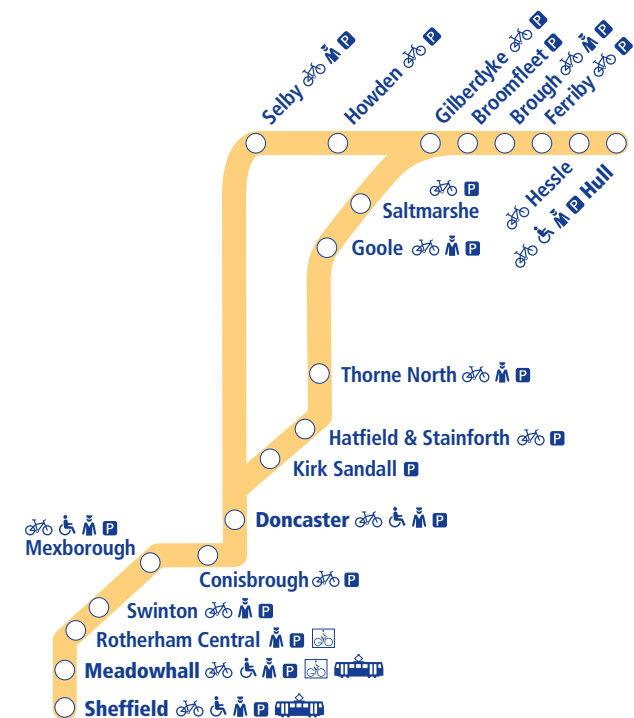 Selby P
Howden P
Gilberdyke P
Broomfleet P
Brough P
Ferriby P
Hessle
P Hull
P
Saltmarshe
Goole P
Thorne North P
Hatfield & Stainforth P
Kirk Sandall P
Doncaster P
P
Mexborough
Conisbrough P
Swinton P
Rotherham Central P
Meadowhall P
Sheffield P